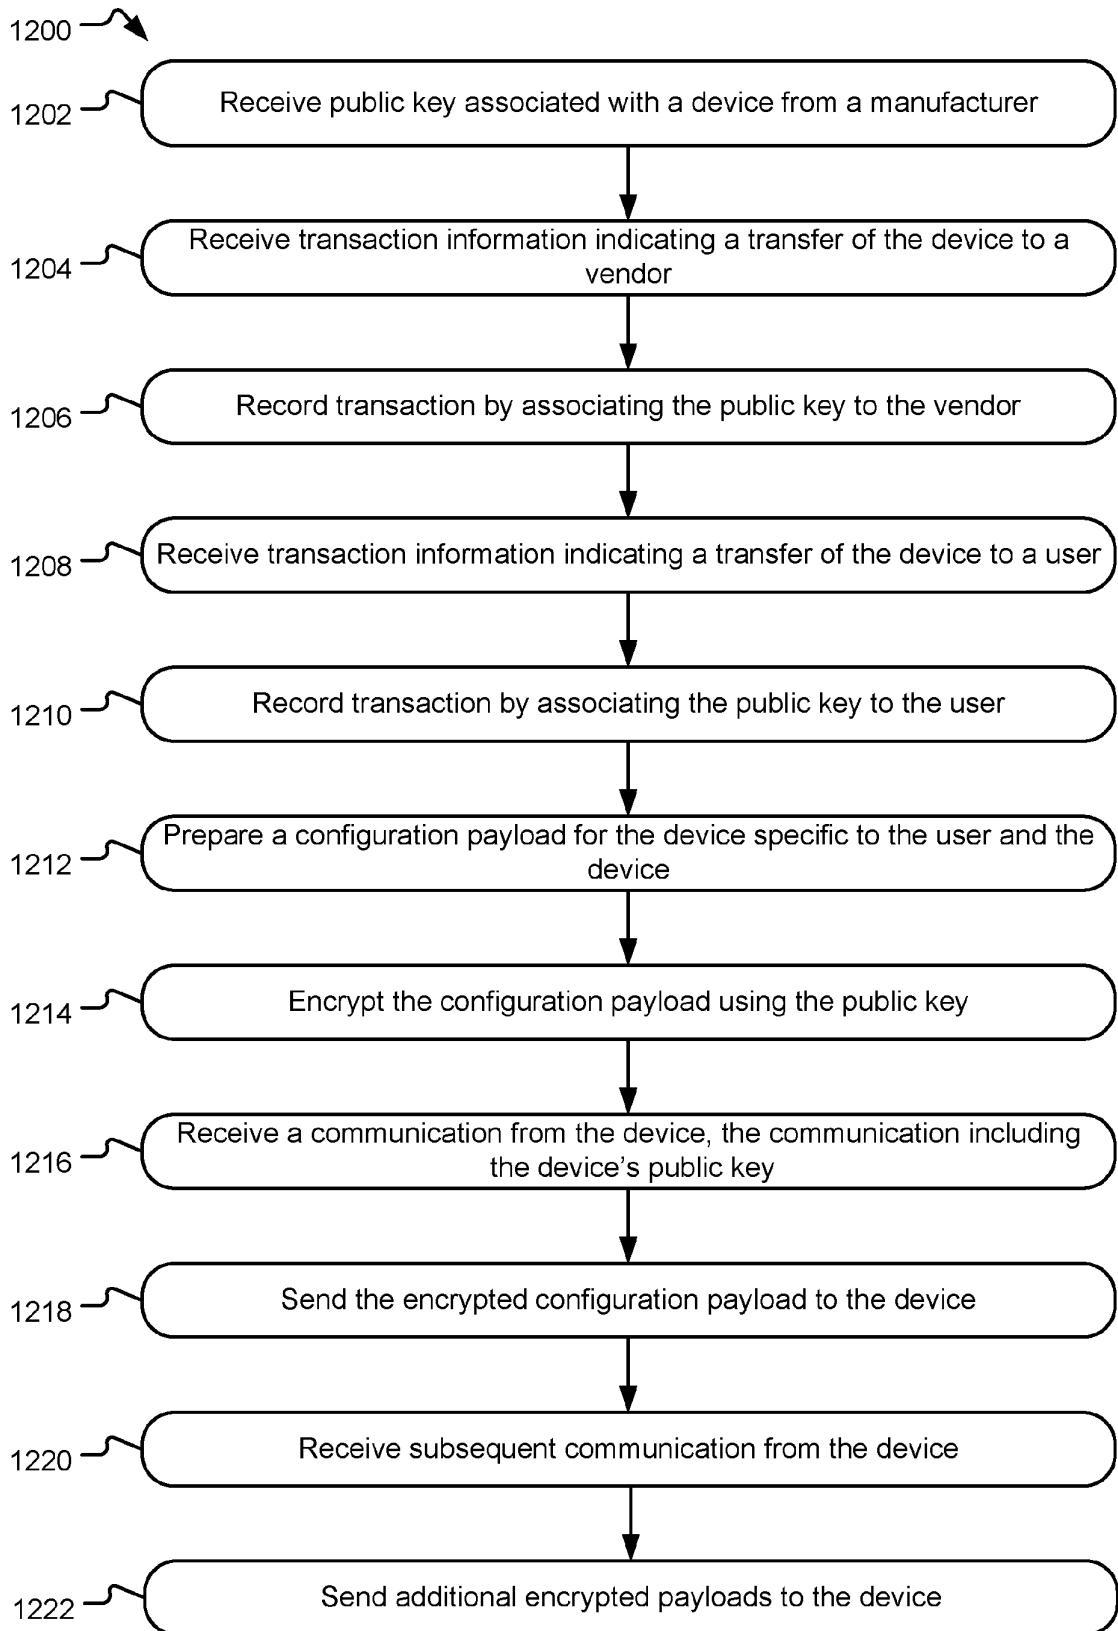 1200
1202
Receive public key associated with a device from a manufacturer
Receive transaction information indicating a transfer of the device to a
1204
vendor
1206
Record transaction by associating the public key to the vendor
1208
Receive transaction information indicating a transfer of the device to a user
1210
Record transaction by associating the public key to the user
Prepare a configuration payload for the device specific to the user and the
1212
device
1214
Encrypt the configuration payload using the public key
Receive a communication from the device, the communication including
1216
the device's public key
1218
Send the encrypted configuration payload to the device
1220
Receive subsequent communication from the device
1222
Send additional encrypted payloads to the device